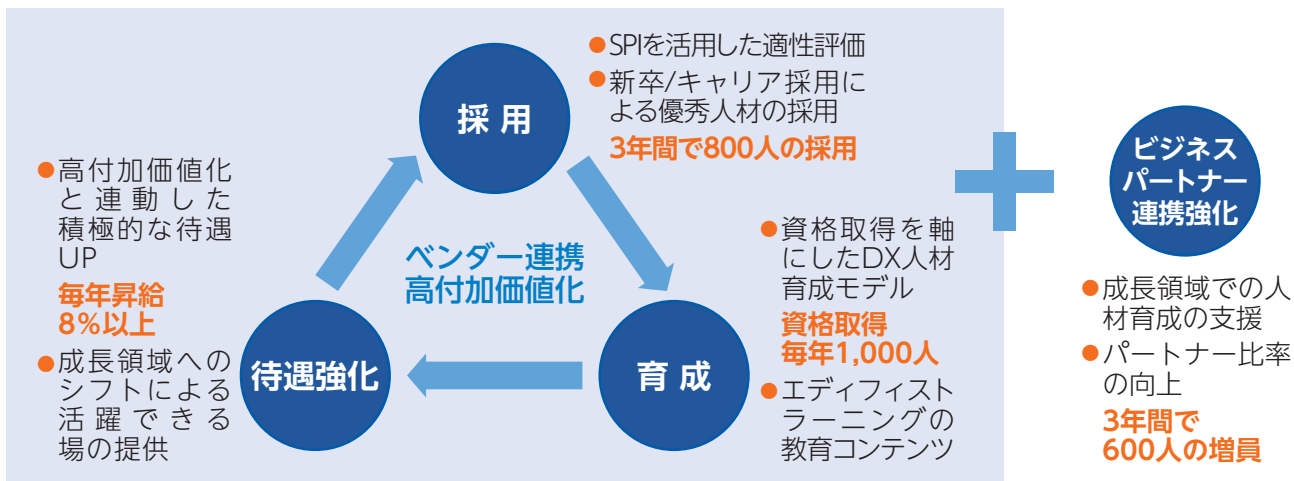 採用
●SPIを活用した適性評価
●新卒/キャリア採用に
よる優秀人材の採用
3年間で800人の採用
●高付加価値化
と連動した
積極的な待遇
UP
毎年昇給
8%以上
●成長領域への
シフトによる
活躍できる
場の提供
ベンダー連携
高付加価値化
待遇強化
育成
●資格取得を軸
にしたDX人材
育成モデル
資格取得
毎年1,000人
●エディフィスト
ラーニングの
教育コンテンツ
ビジネス
パートナー
連携強化
●成長領域での人
材育成の支援
●パートナー比率
の向上
3年間で
600人の増員